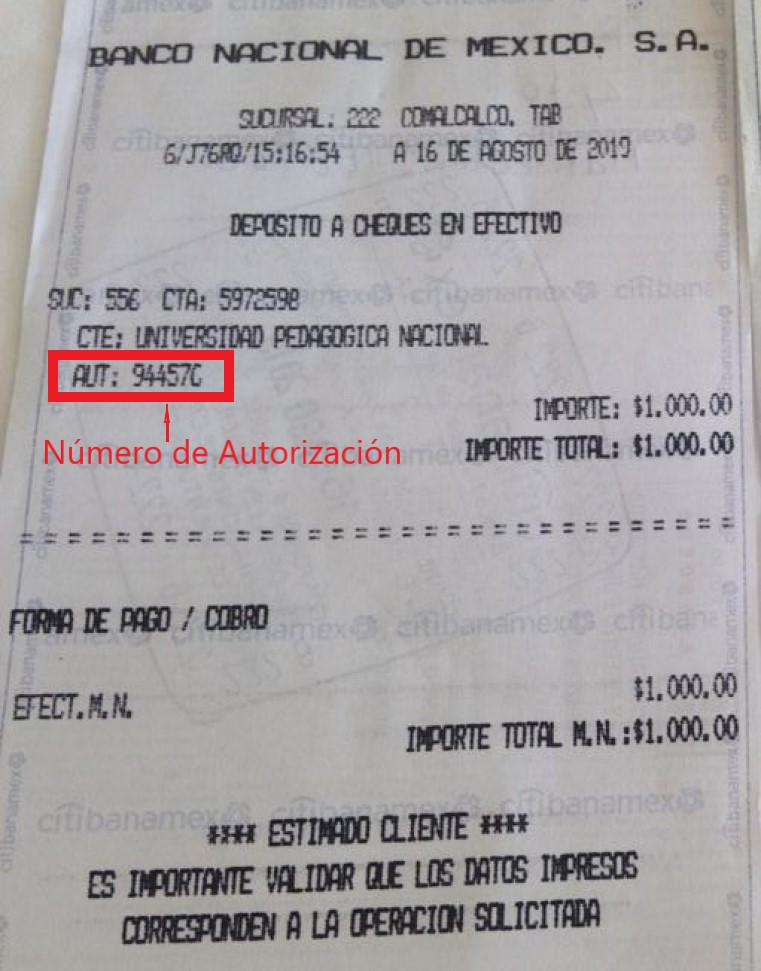 BANCO NACIONAL DE MEXICO. S.A.
SUCURSAL: 222 COMALCALCO, TAB
6/J76RQ/15:16:54 A 16 DE AGOSTO DE 2019
DEPOSITO A CHEQUES EN EFECTIVO
SUC: 556 CTA: 5972598
CTE: UNIVERSIDAD PEDAGOGICA NACIONAL
AUT: 944576
IMPORTE: $1.000.00
Número de Autorización
IMPORTE TOTAL: $1.000.00
FORMA DE PAGO / COBRO
EFECT.M.N. $1.000.00
IMPORTE TOTAL M.N.:$1.000.00
**** ESTIMADO CLIENTE ****
ES IMPORTANTE VALIDAR QUE LOS DATOS IMPRESOS
CORRESPONDEN A LA OPERACION SOLICITADA
citibanamex